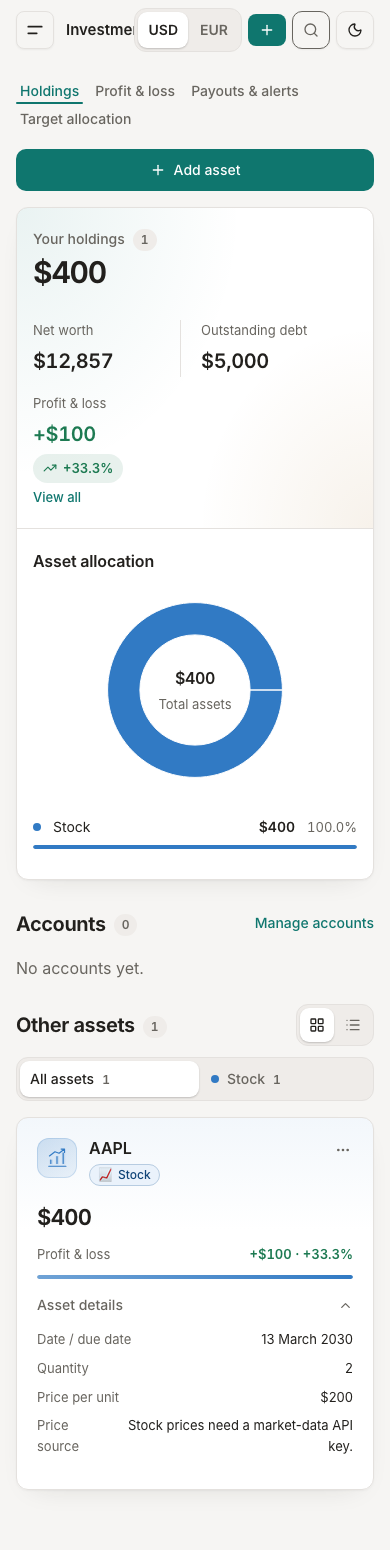 Investmen
USD EUR
Holdings Profit & loss Payouts & alerts
Target allocation
Add asset
Your holdings 1
$400
Net worth Outstanding debt
$12,857 $5,000
Profit & loss
+$100
+33.3%
View all
Asset allocation
$400
Total assets
Stock $400 100.0%
Accounts 0 Manage accounts
No accounts yet.
Other assets 1
All assets 1 Stock 1
AAPL
Stock
$400
Profit & loss +$100 · +33.3%
Asset details
Date / due date 13 March 2030
Quantity 2
Price per unit $200
Price Stock prices need a market-data API
source key.